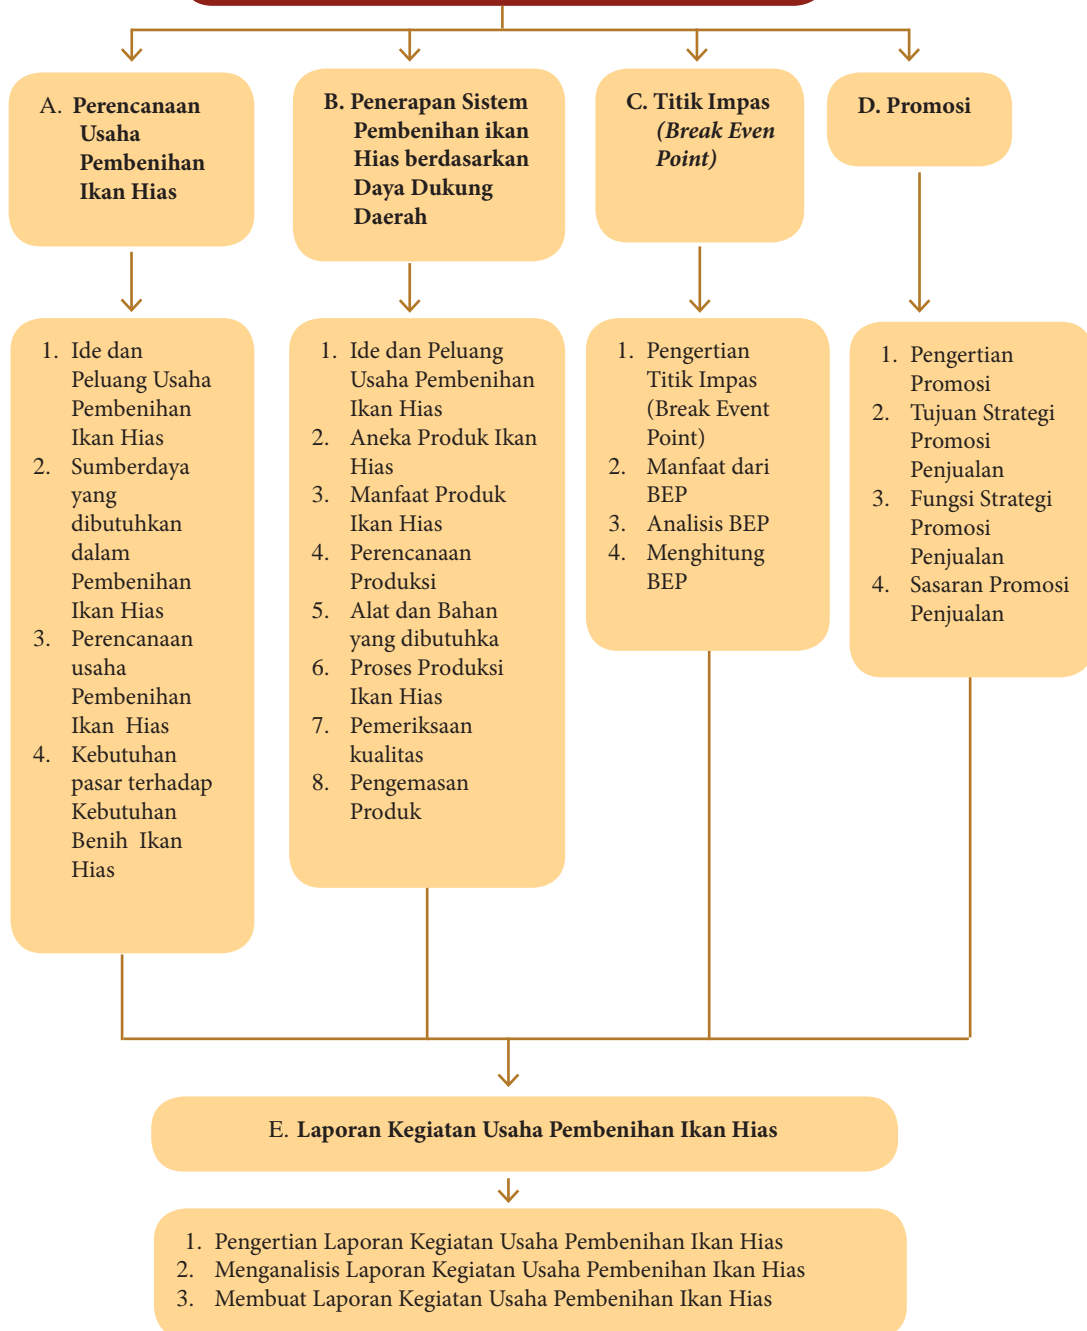 A. Perencanaan
Usaha
Pembenihan
Ikan Hias
B. Penerapan Sistem
Pembenihan ikan
Hias berdasarkan
Daya Dukung
Daerah
C. Titik Impas
(Break Even
Point)
D. Promosi
1. Ide dan
Peluang Usaha
Pembenihan
Ikan Hias
2. Sumberdaya
yang
dibutuhkan
dalam
Pembenihan
Ikan Hias
3. Perencanaan
usaha
Pembenihan
Ikan Hias
4. Kebutuhan
pasar terhadap
Kebutuhan
Benih Ikan
Hias
1. Ide dan Peluang
Usaha Pembenihan
Ikan Hias
2. Aneka Produk Ikan
Hias
3. Manfaat Produk
Ikan Hias
4. Perencanaan
Produksi
5. Alat dan Bahan
yang dibutuhka
6. Proses Produksi
Ikan Hias
7. Pemeriksaan
kualitas
8. Pengemasan
Produk
1. Pengertian
Titik Impas
(Break Event
Point)
2. Manfaat dari
BEP
3. Analisis BEP
4. Menghitung
BEP
1. Pengertian
Promosi
2. Tujuan Strategi
Promosi
Penjualan
3. Fungsi Strategi
Promosi
Penjualan
4. Sasaran Promosi
Penjualan
E. Laporan Kegiatan Usaha Pembenihan Ikan Hias
1. Pengertian Laporan Kegiatan Usaha Pembenihan Ikan Hias
2. Menganalisis Laporan Kegiatan Usaha Pembenihan Ikan Hias
3. Membuat Laporan Kegiatan Usaha Pembenihan Ikan Hias